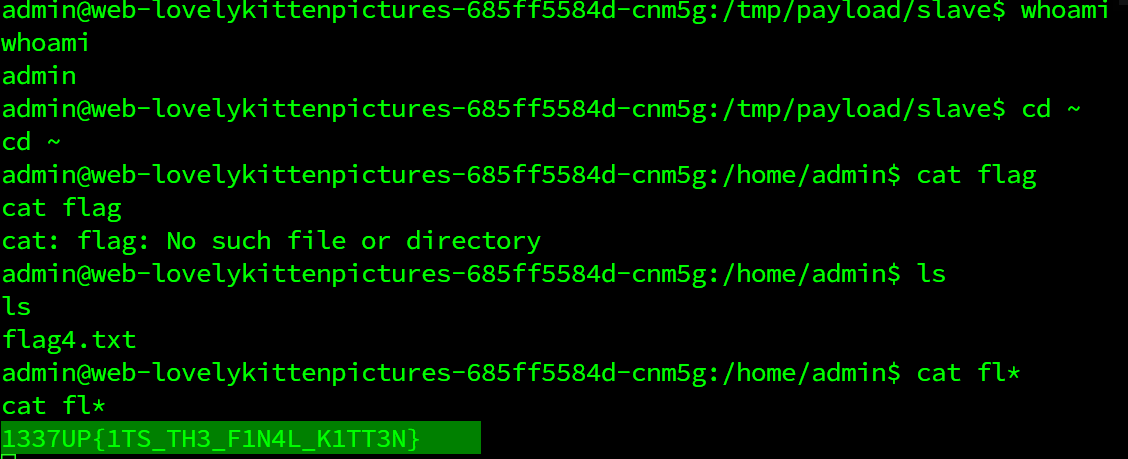 admin@web-lovelykittenpictures-685ff5584d-cnm5g:/tmp/payload/slave$ whoami
whoami
admin
admin@web-lovelykittenpictures-685ff5584d-cnm5g:/tmp/payload/slave$ cd ~
cd ~
admin@web-lovelykittenpictures-685ff5584d-cnm5g:/home/admin$ cat flag
cat flag
cat: flag: No such file or directory
admin@web-lovelykittenpictures-685ff5584d-cnm5g:/home/admin$ ls
ls
flag4.txt
admin@web-lovelykittenpictures-685ff5584d-cnm5g:/home/admin$ cat fl*
cat fl*
1337UP{1TS_TH3_F1N4L_K1TT3N}